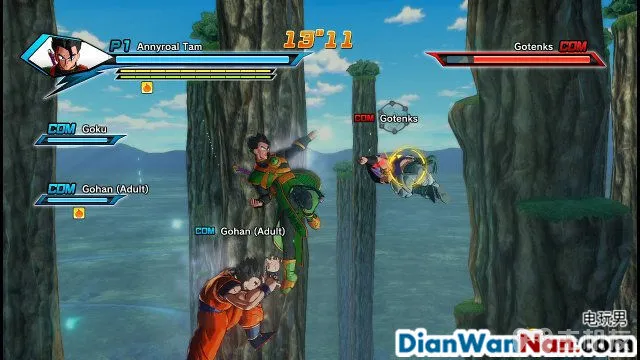 P1 Annyroal Tam
13"11
Gotenks COM
COM Goku
COM Gotenks
COM Gohan (Adult)
COM Gohan (Adult)
电玩男
DianWanNan.com